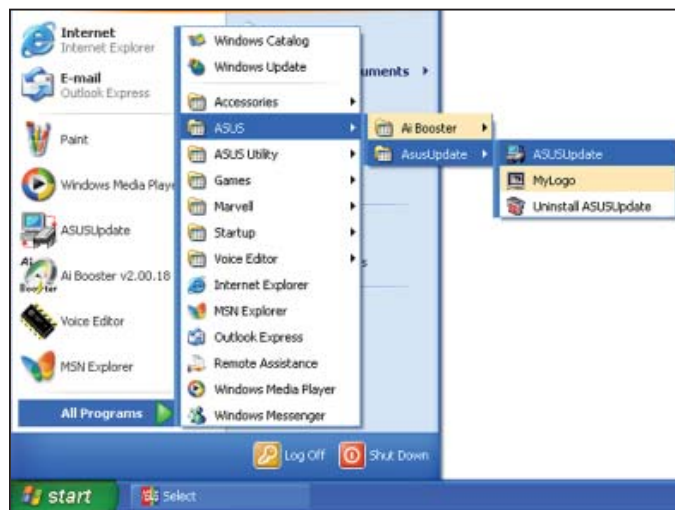 Internet
Internet Explorer
E-mail
Outlook Express
Paint
Windows Media Playe
ASUSUpdate
Ai Booster v2.00.18
Voice Editor
MSN Explorer
All Programs
Windows Catalog
Windows Update
Accessories
ASUS
ASUS Utility
Games
Marvell
Startup
Voice Editor
Internet Explorer
MSN Explorer
Outlook Express
Remote Assistance
Windows Media Player
Windows Messenger
uments
s
Ai Booster
AsusUpdate
ASUSUpdate
MyLogo
Uninstall ASUSUpdate
Log Off
Shut Down
start
Select